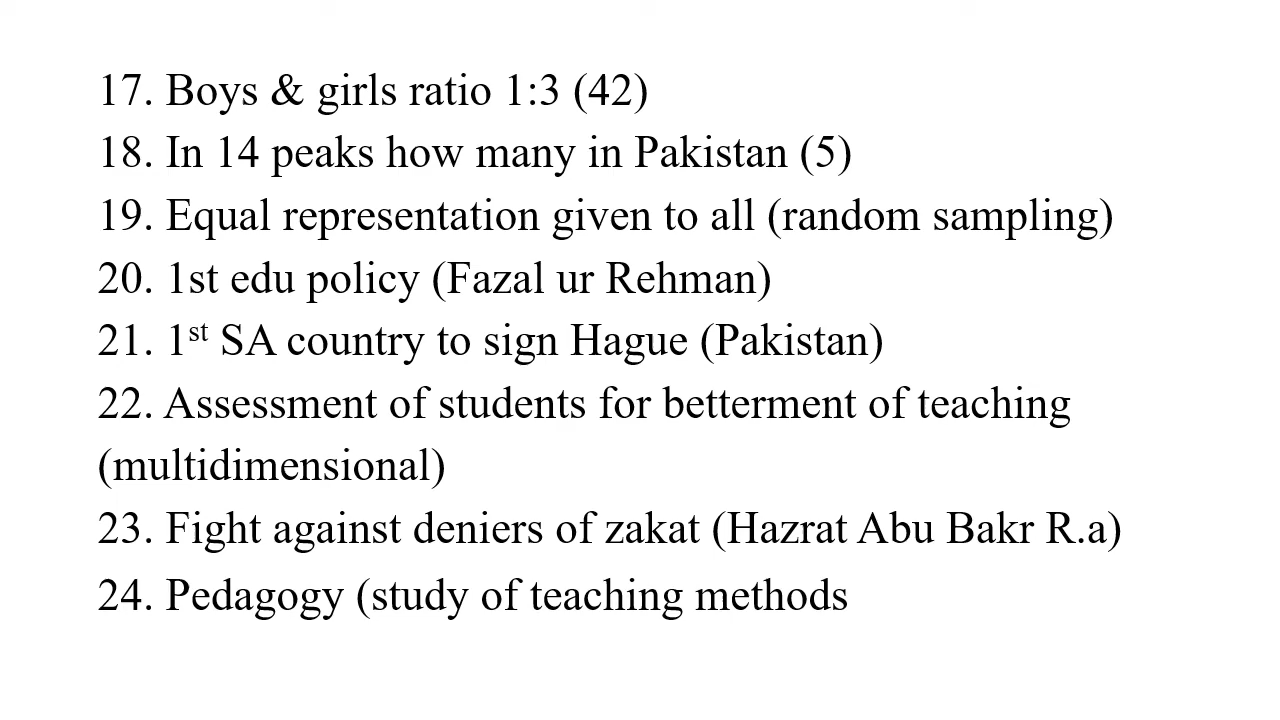 17. Boys & girls ratio 1:3 (42)
18. In 14 peaks how many in Pakistan (5)
19. Equal representation given to all (random sampling)
20. 1st edu policy (Fazal ur Rehman)
21. 1st SA country to sign Hague (Pakistan)
22. Assessment of students for betterment of teaching
(multidimensional)
23. Fight against deniers of zakat (Hazrat Abu Bakr R.a)
24. Pedagogy (study of teaching methods